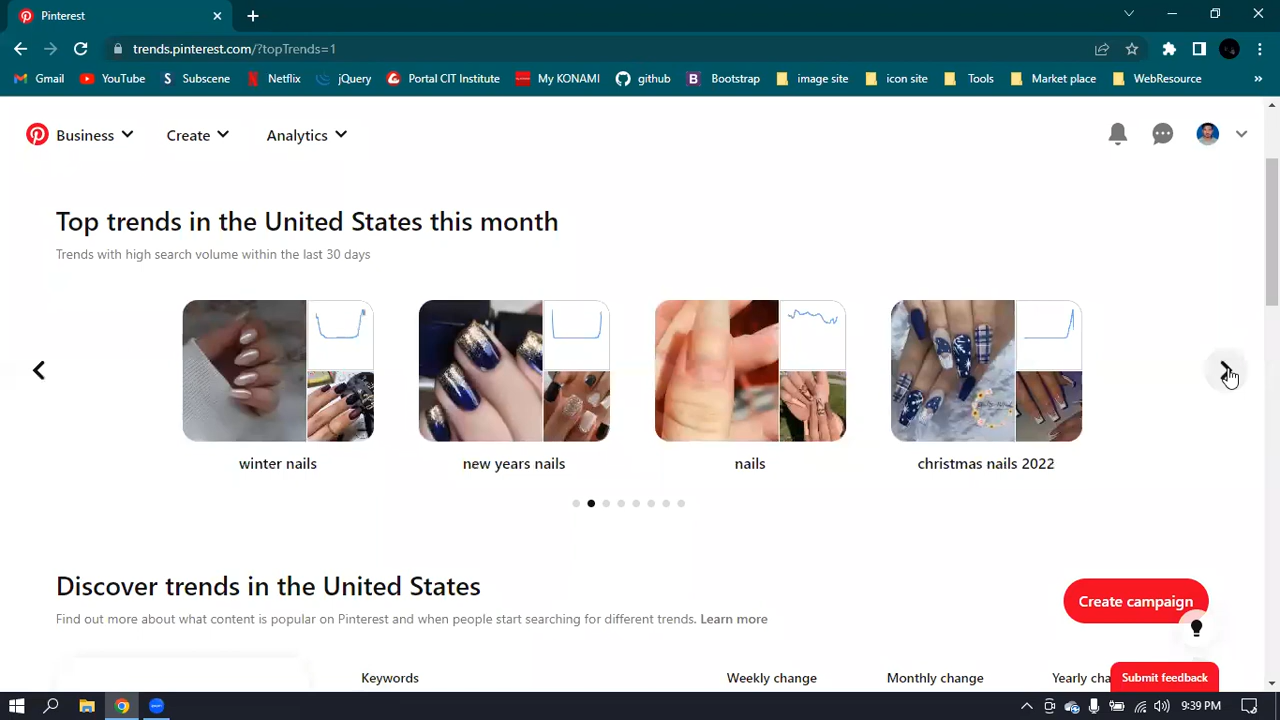 Pinterest
trends.pinterest.com/?topTrends=1
Gmail YouTube Subscene Netflix jQuery Portal CIT Institute My KONAMI github Bootstrap image site icon site Tools Market place WebResource »
Business Create Analytics
Top trends in the United States this month
Trends with high search volume within the last 30 days
winter nails new years nails nails christmas nails 2022
Discover trends in the United States
Create campaign
Find out more about what content is popular on Pinterest and when people start searching for different trends. Learn more
Keywords Weekly change Monthly change Yearly cha
Submit feedback
9:39 PM